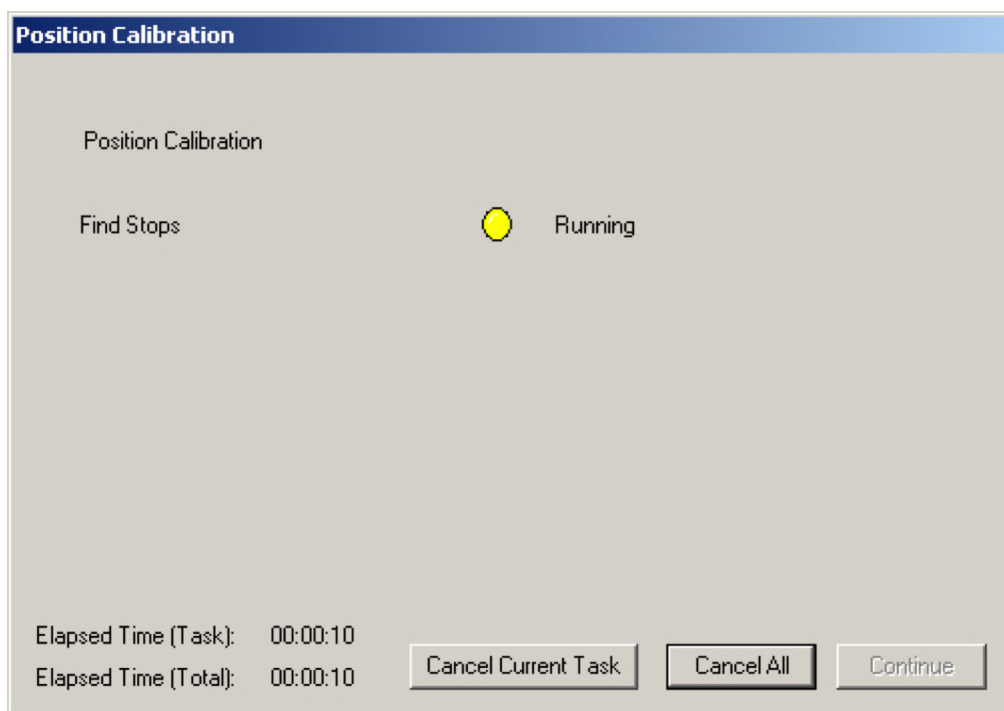 Position Calibration
Position Calibration
Find Stops Running
Elapsed Time (Task): 00:00:10
Elapsed Time (Total): 00:00:10
Cancel Current Task Cancel All Continue